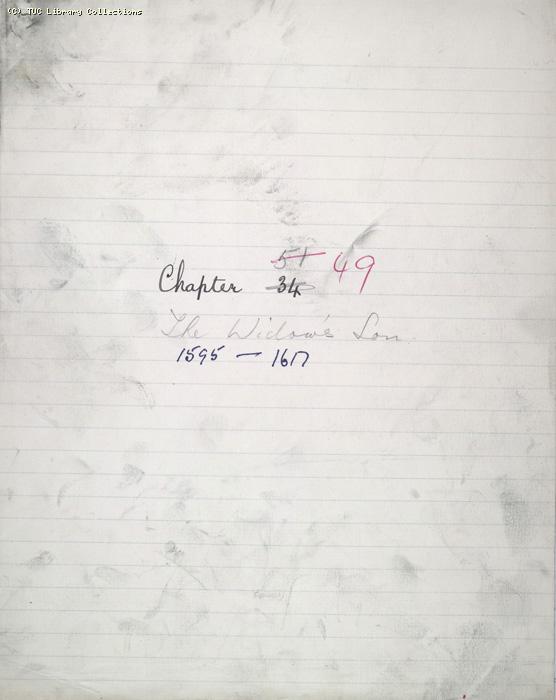 (C) TUC Library Collections
51 49
Chapter 34
The Widow's Son
1595 — 1617